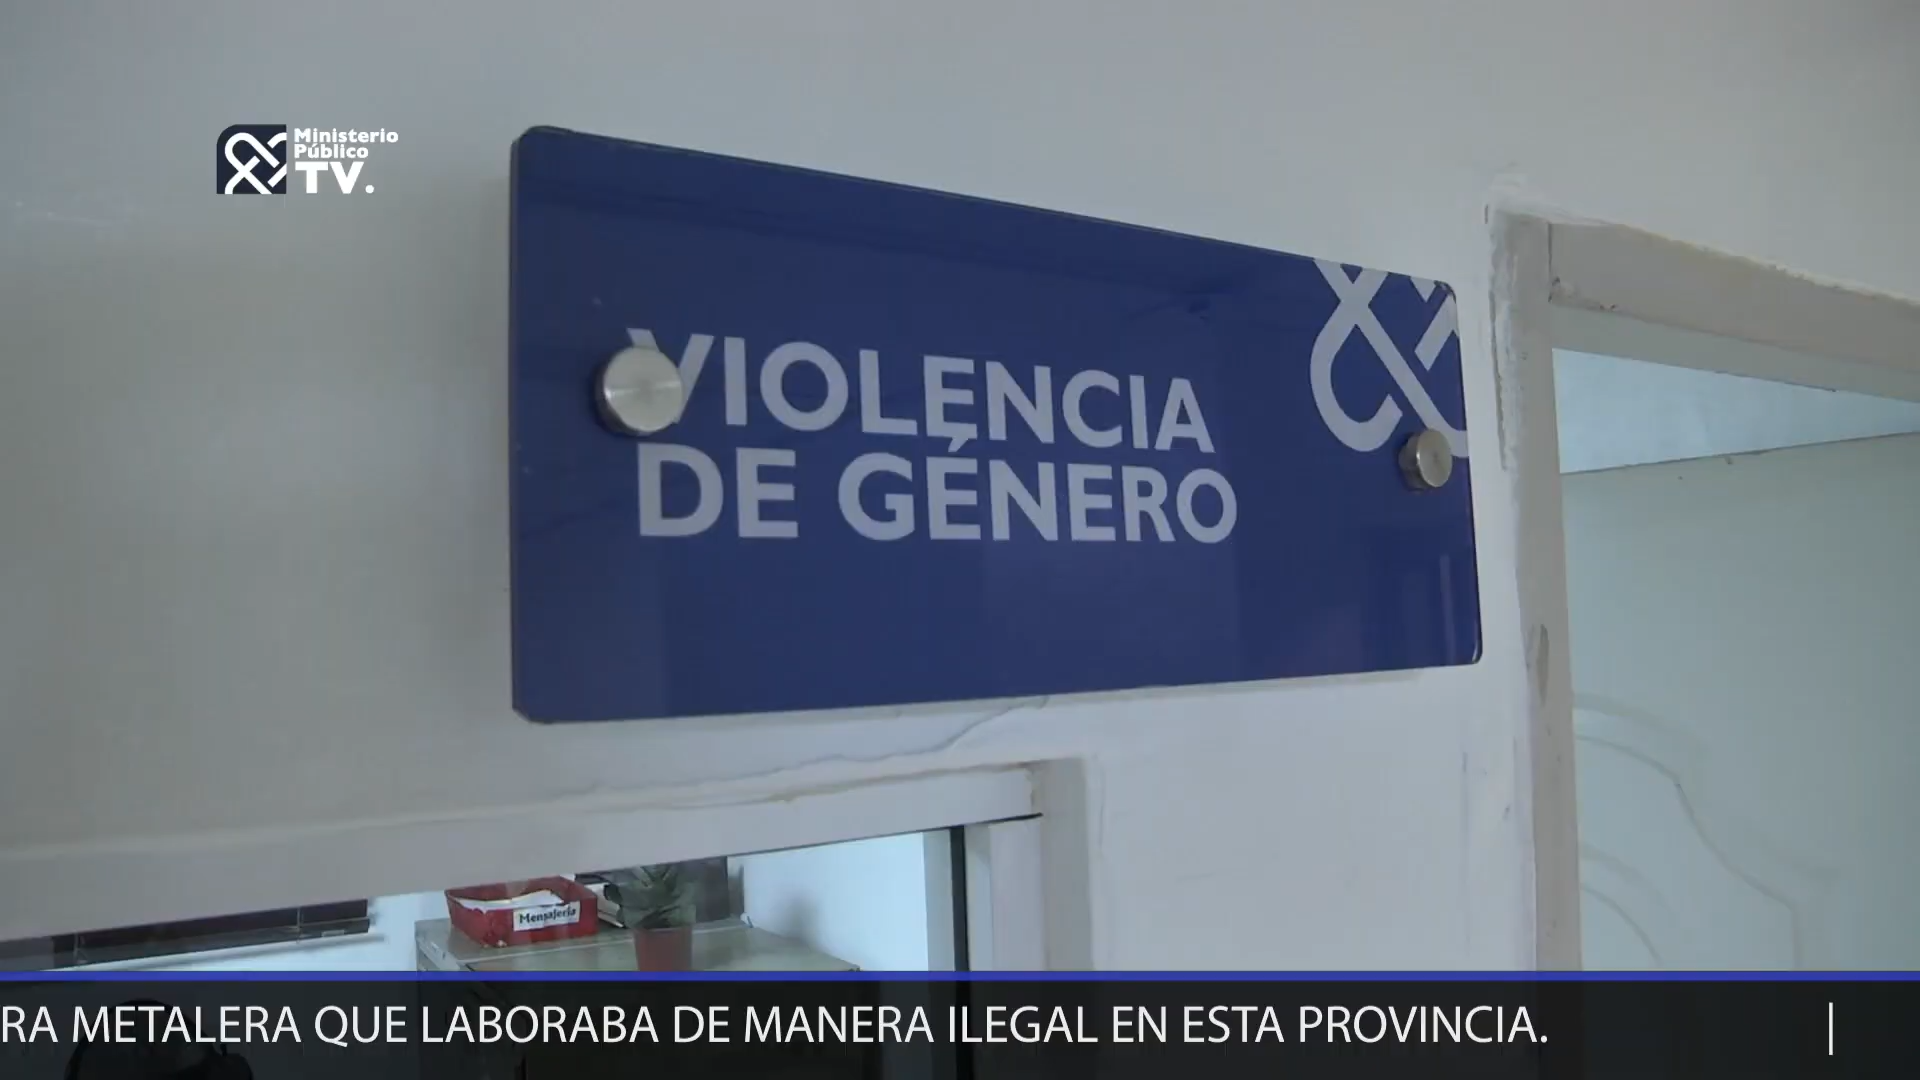 Ministerio
Público
TV.
VIOLENCIA
DE GÉNERO
Mensajería
RA METALERA QUE LABORABA DE MANERA ILEGAL EN ESTA PROVINCIA. |